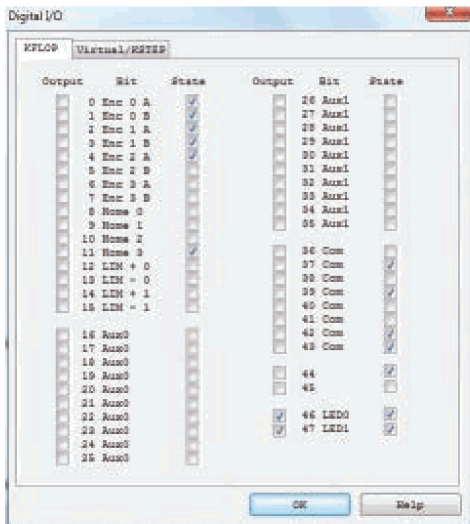 Digital I/O
KFLOP Virtual/KSTEP
Output Bit State
0 Enc 0 A
1 Enc 0 B
2 Enc 1 A
3 Enc 1 B
4 Enc 2 A
5 Enc 2 B
6 Enc 3 A
7 Enc 3 B
8 Home 0
9 Home 1
10 Home 2
11 Home 3
12 LIM + 0
13 LIM - 0
14 LIM + 1
15 LIM - 1
16 Aux0
17 Aux0
18 Aux0
19 Aux0
20 Aux0
21 Aux0
22 Aux0
23 Aux0
24 Aux0
25 Aux0
Output Bit State
26 Aux1
27 Aux1
28 Aux1
29 Aux1
30 Aux1
31 Aux1
32 Aux1
33 Aux1
34 Aux1
35 Aux1
36 Com
37 Com
38 Com
39 Com
40 Com
41 Com
42 Com
43 Com
44
45
46 LED0
47 LED1
OK Help